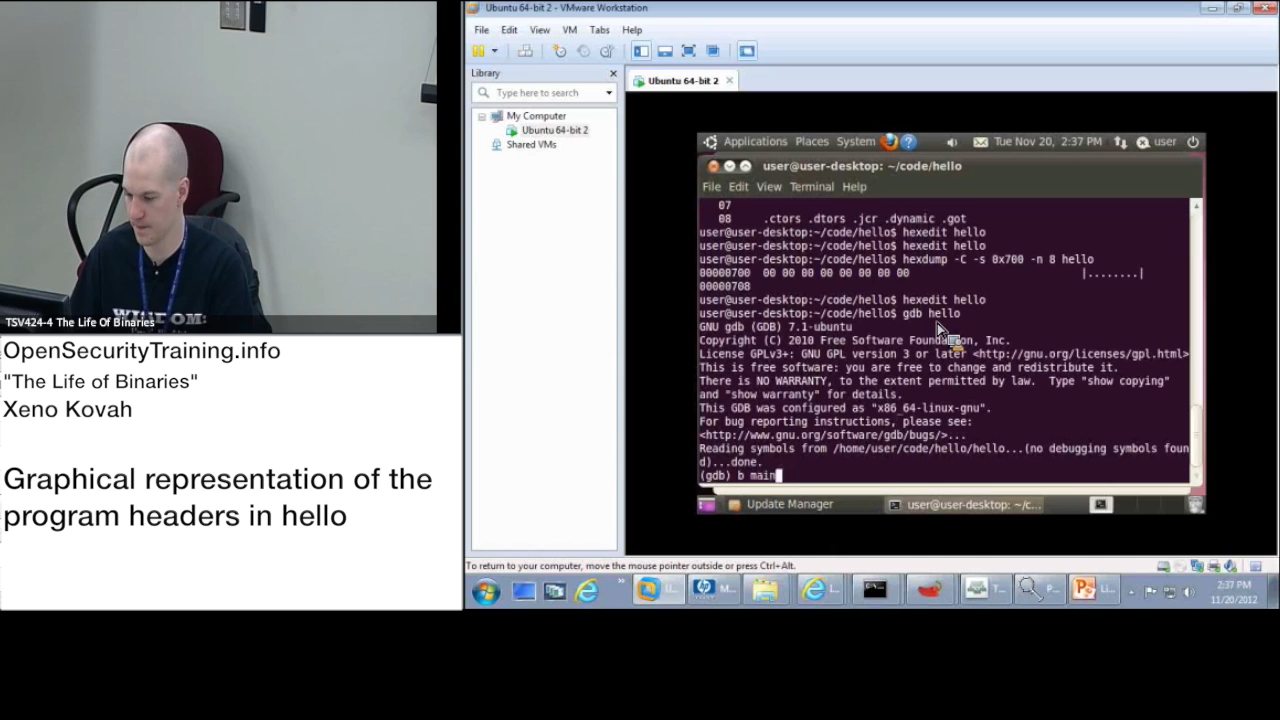 TSV424-4 The Life Of Binaries
OpenSecurityTraining.info
"The Life of Binaries"
Xeno Kovah
Graphical representation of the
program headers in hello
Ubuntu 64-bit 2 - VMware Workstation
File Edit View VM Tabs Help
Library
Type here to search
My Computer
Ubuntu 64-bit 2
Shared VMs
Ubuntu 64-bit 2
Applications Places System Tue Nov 20, 2:37 PM user
user@user-desktop: ~/code/hello
File Edit View Terminal Help
07
08 .ctors .dtors .jcr .dynamic .got
user@user-desktop:~/code/hello$ hexedit hello
user@user-desktop:~/code/hello$ hexedit hello
user@user-desktop:~/code/hello$ hexdump -C -s 0x700 -n 8 hello
00000700 00 00 00 00 00 00 00 00 |........|
00000708
user@user-desktop:~/code/hello$ hexedit hello
user@user-desktop:~/code/hello$ gdb hello
GNU gdb (GDB) 7.1-ubuntu
Copyright (C) 2010 Free Software Foundation, Inc.
License GPLv3+: GNU GPL version 3 or later <http://gnu.org/licenses/gpl.html>
This is free software: you are free to change and redistribute it.
There is NO WARRANTY, to the extent permitted by law. Type "show copying"
and "show warranty" for details.
This GDB was configured as "x86_64-linux-gnu".
For bug reporting instructions, please see:
<http://www.gnu.org/software/gdb/bugs/>...
Reading symbols from /home/user/code/hello/hello...(no debugging symbols foun
d)...done.
(gdb) b main
Update Manager user@user-desktop: ~/c...
To return to your computer, move the mouse pointer outside or press Ctrl+Alt.
2:37 PM
11/20/2012